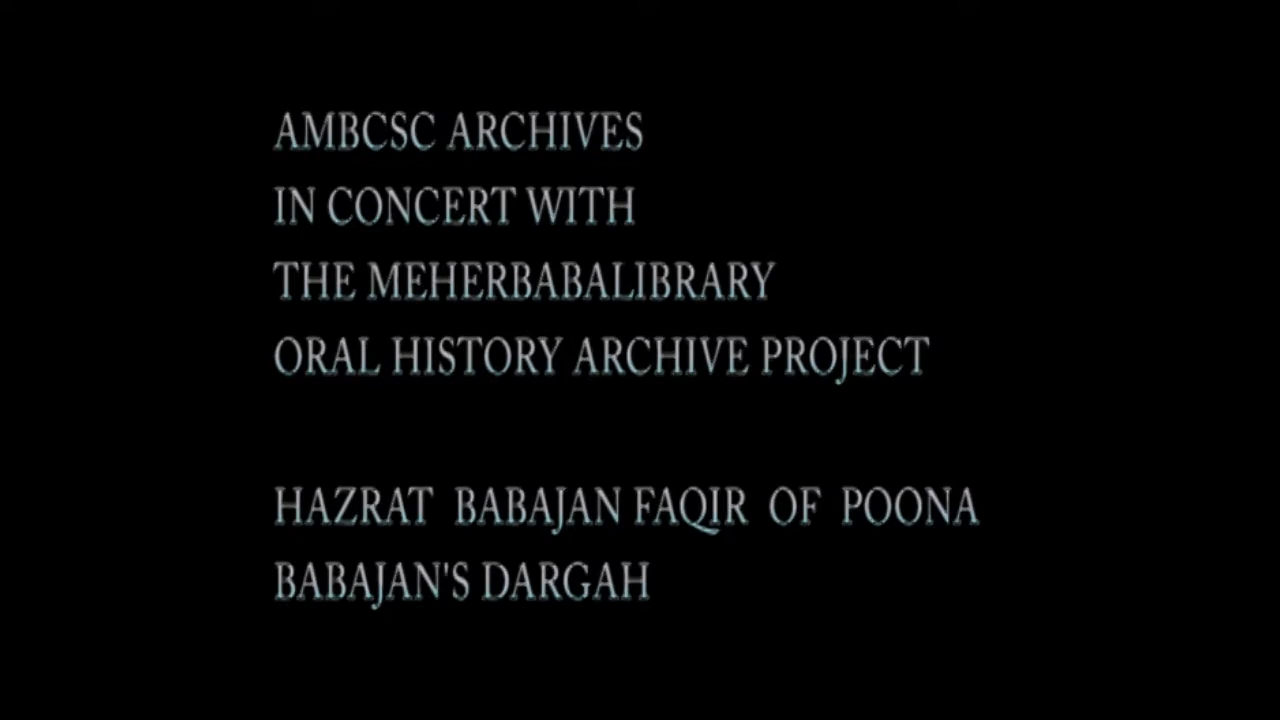 AMBCSC ARCHIVES
IN CONCERT WITH
THE MEHERBABALIBRARY
ORAL HISTORY ARCHIVE PROJECT
HAZRAT BABAJAN FAQIR OF POONA
BABAJAN'S DARGAH